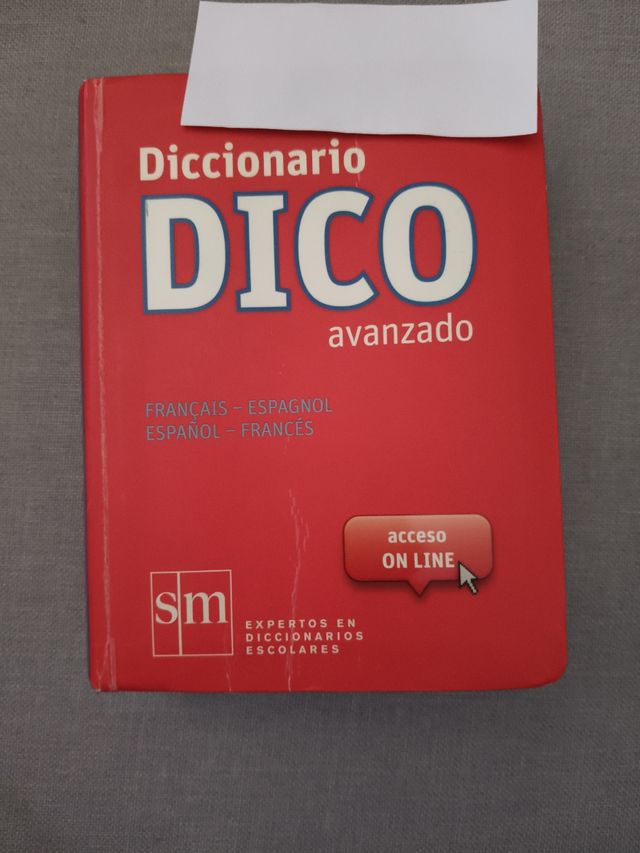 Diccionario
DICO
avanzado
FRANÇAIS – ESPAGNOL
ESPAÑOL – FRANCÉS
acceso
ON LINE
sm
EXPERTOS EN
DICCIONARIOS
ESCOLARES